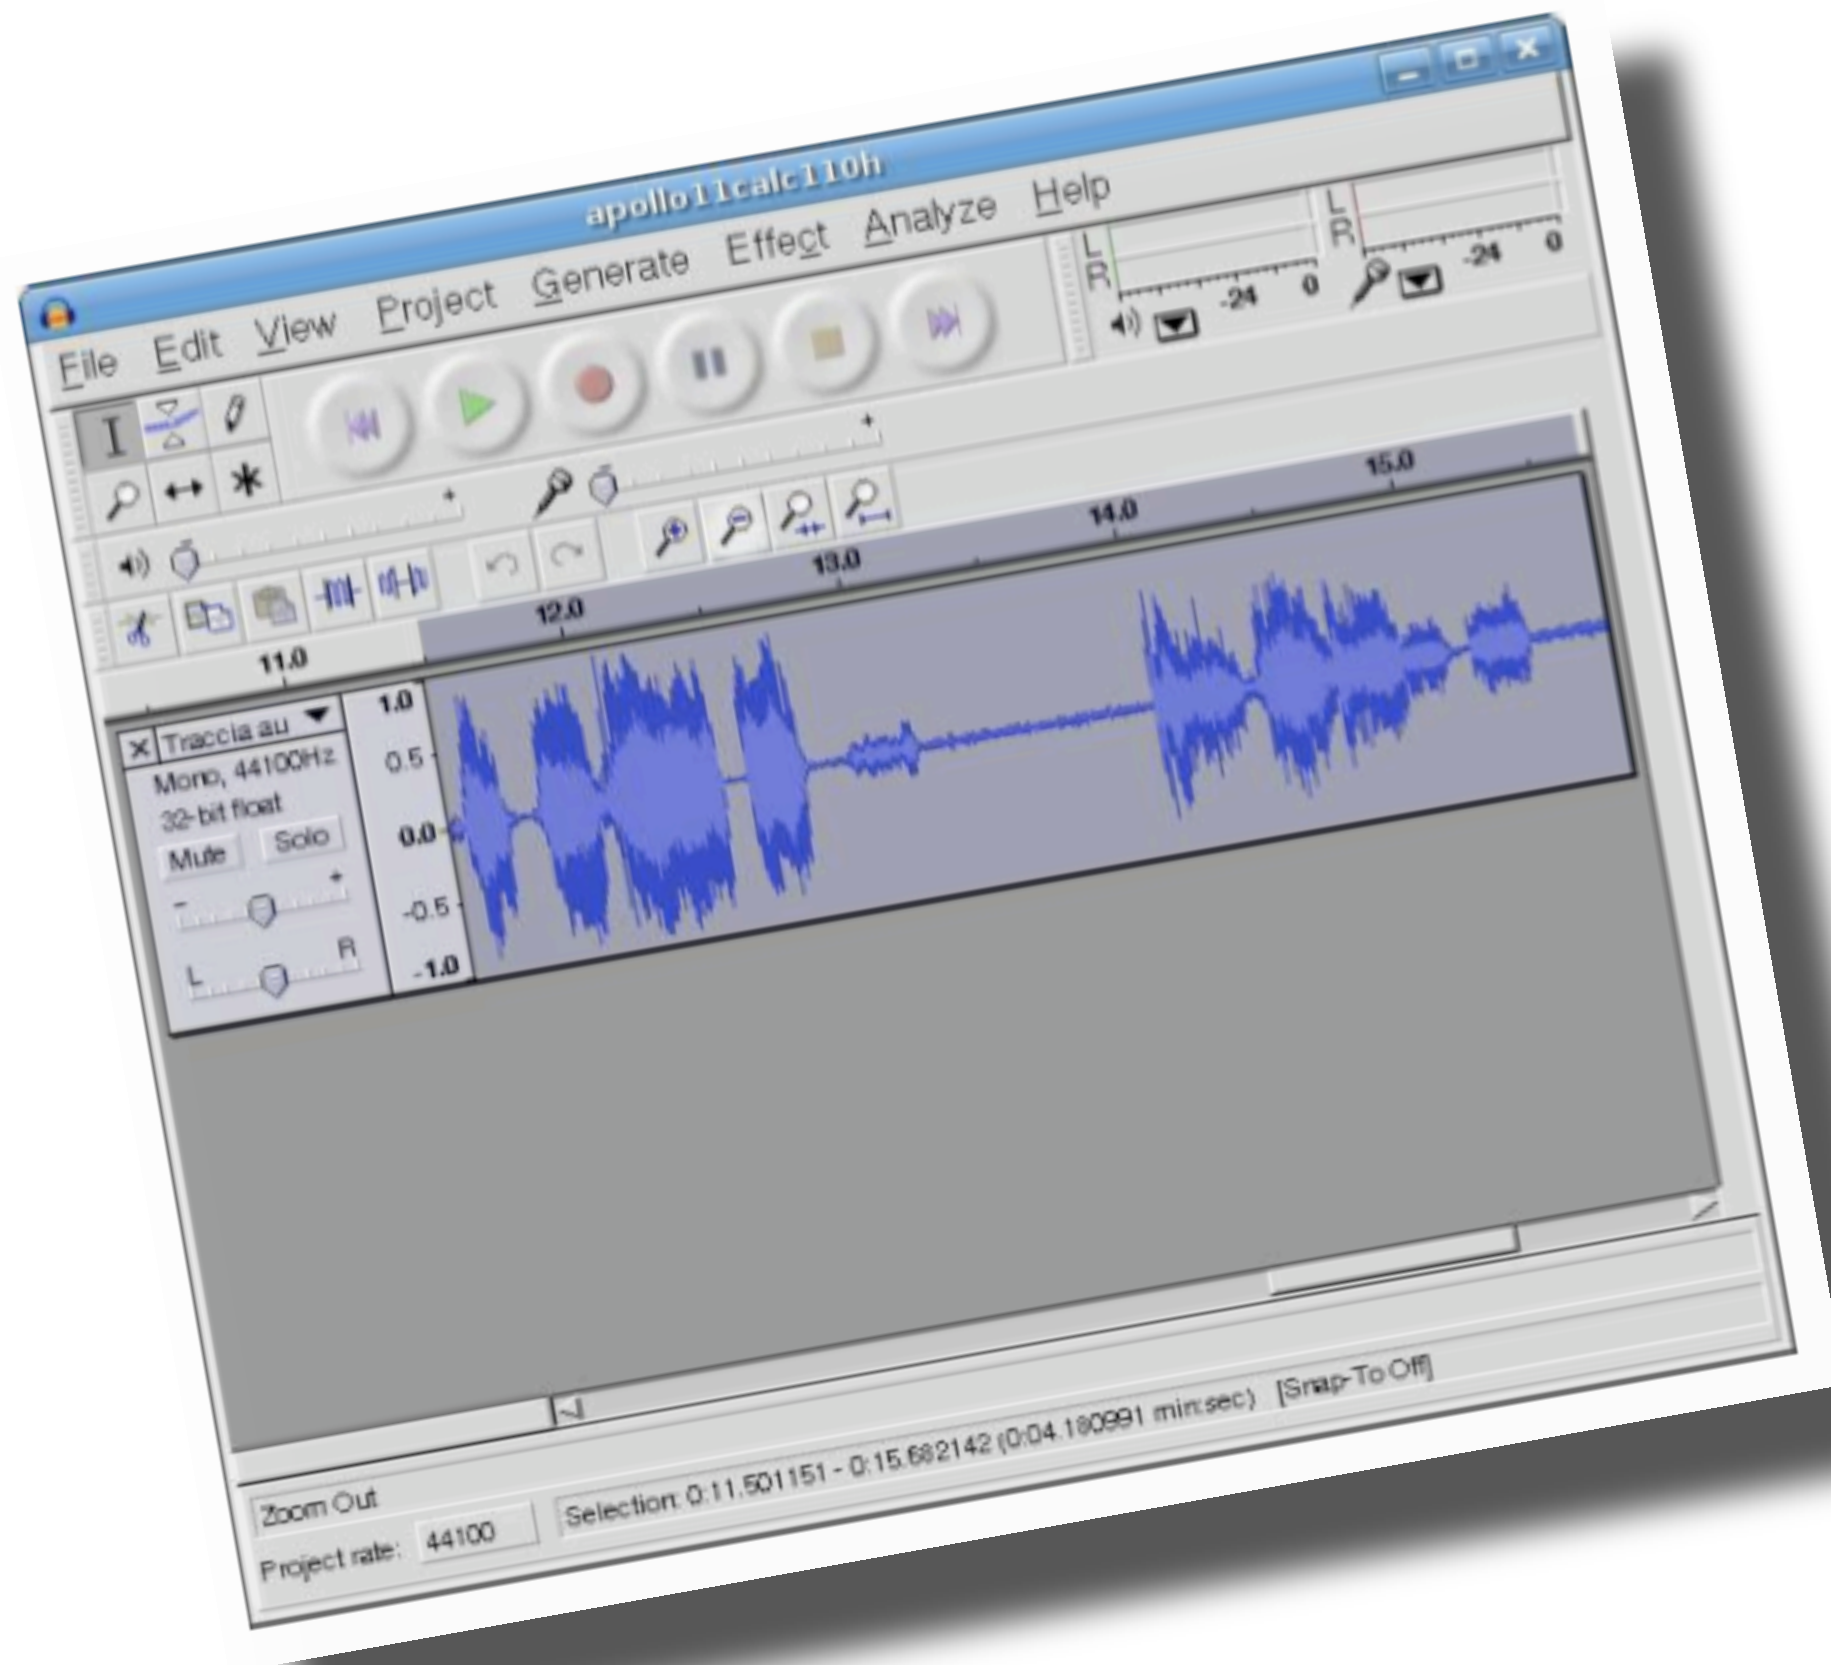 apollo11calc110h
File Edit View Project Generate Effect Analyze Help
L
R
-24 0
L
R
-24 0
+
+
11.0 12.0 13.0 14.0 15.0
X Traccia au
Mono, 44100Hz
32-bit float
Mute Solo
- +
L R
1.0
0.5
0.0
-0.5
-1.0
Zoom Out
Project rate: 44100 Selection: 0:11.501151 - 0:15.682142 (0:04.180991 min:sec) [Snap-To Off]